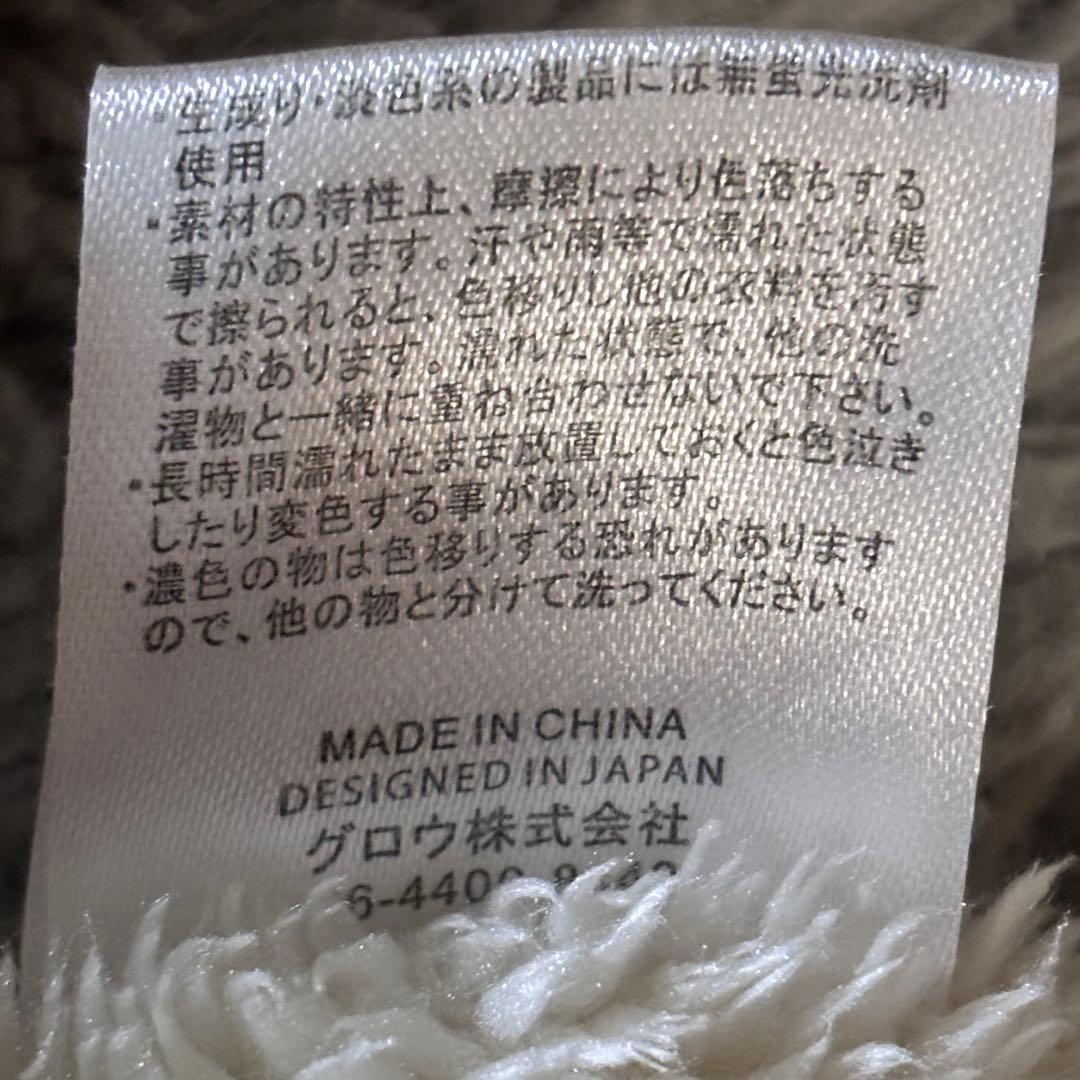 ・生成り・淡色系の製品には無蛍光洗剤
使用
・素材の特性上、摩擦により色落ちする
事があります。汗や雨等で濡れた状態
で擦られると、色移りし他の衣料を汚す
事があります。濡れた状態で、他の洗
濯物と一緒に重ね合わせないで下さい。
・長時間濡れたまま放置しておくと色泣き
したり変色する事があります。
・濃色の物は色移りする恐れがあります
ので、他の物と分けて洗ってください。
MADE IN CHINA
DESIGNED IN JAPAN
グロウ株式会社
6-4400-